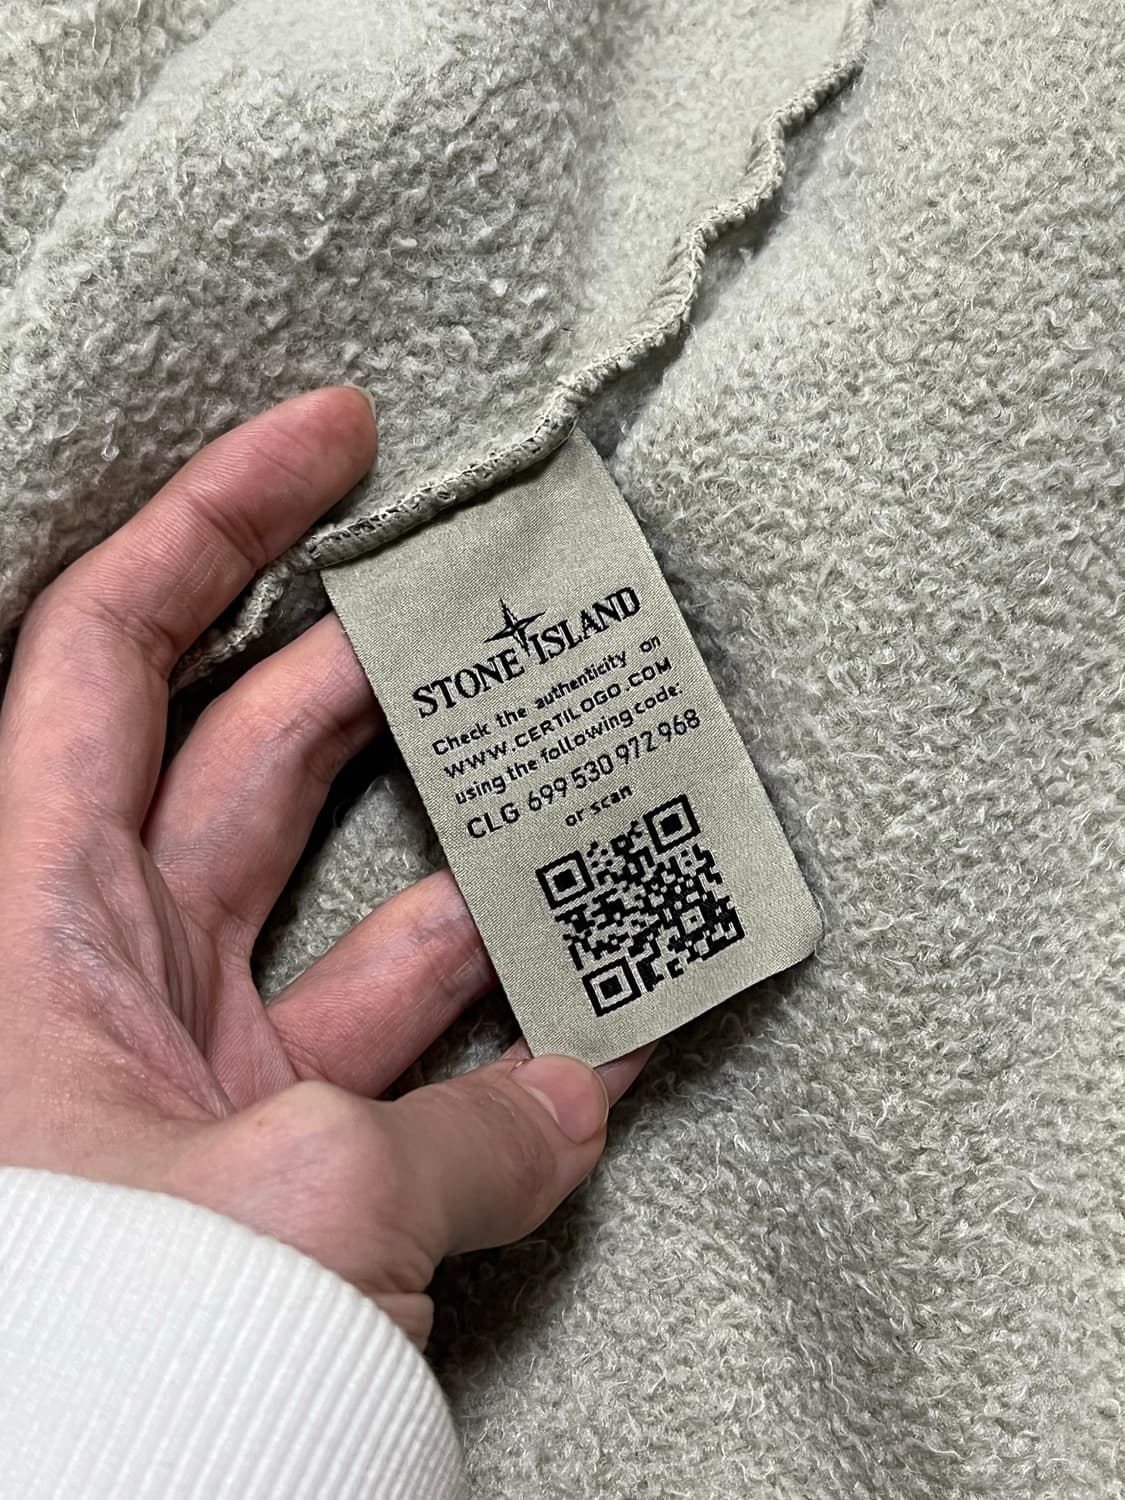 STONE ISLAND
Check the authenticity on
WWW.CERTILOGO.COM
using the following code:
CLG 699 530 972 968
or scan